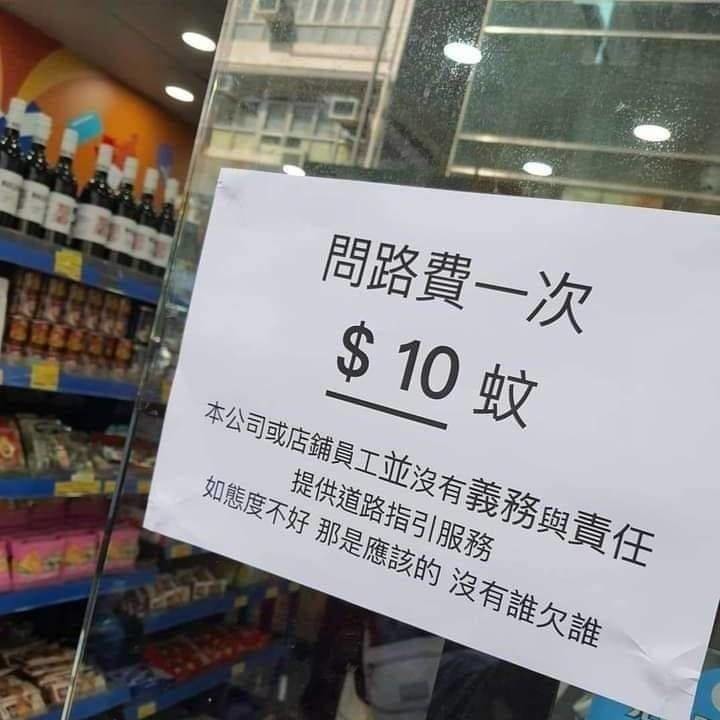 問路費一次
$ 10 蚊
本公司或店鋪員工並沒有義務與責任
提供道路指引服務
如態度不好 那是應該的 沒有誰欠誰